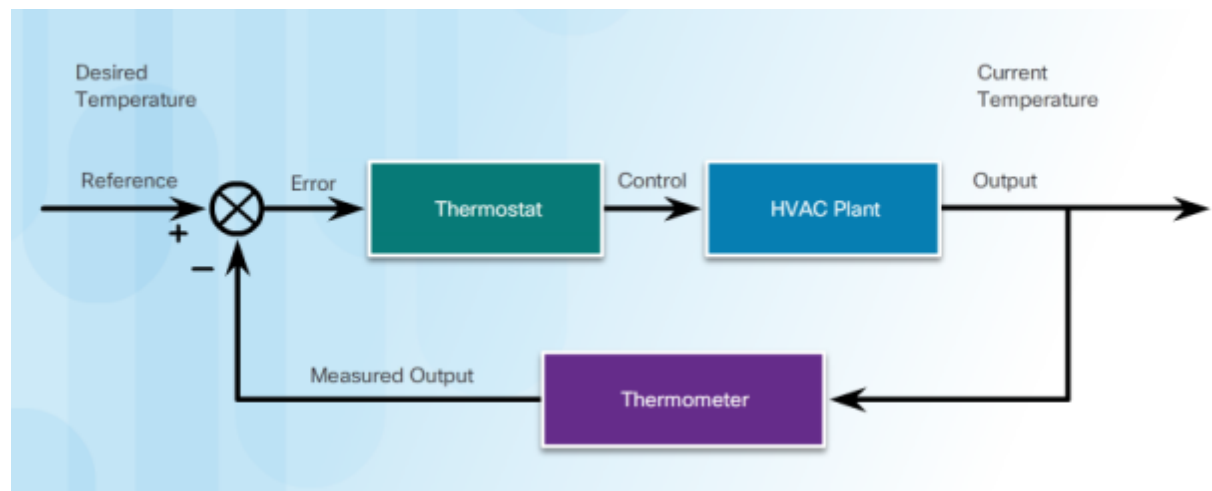 Desired
Temperature
Current
Temperature
Reference
Error
Thermostat
Control
HVAC Plant
Output
+
−
Measured Output
Thermometer